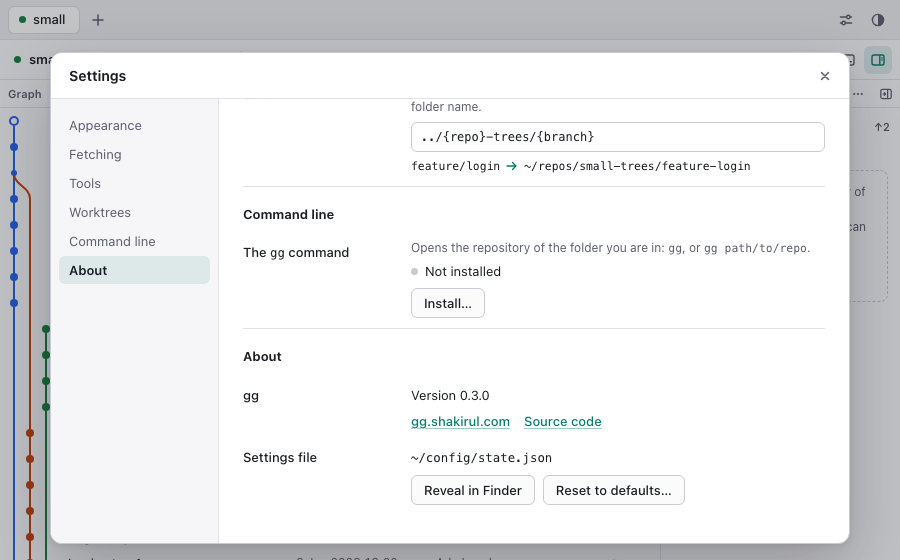 small
sma
Settings
Graph
↑2
Appearance
Fetching
Tools
Worktrees
Command line
About
folder name.
../{repo}-trees/{branch}
feature/login → ~/repos/small-trees/feature-login
of
can
Command line
The gg command
Opens the repository of the folder you are in: gg, or gg path/to/repo.
Not installed
Install...
About
gg
Version 0.3.0
gg.shakirul.com Source code
Settings file
~/config/state.json
Reveal in Finder
Reset to defaults...